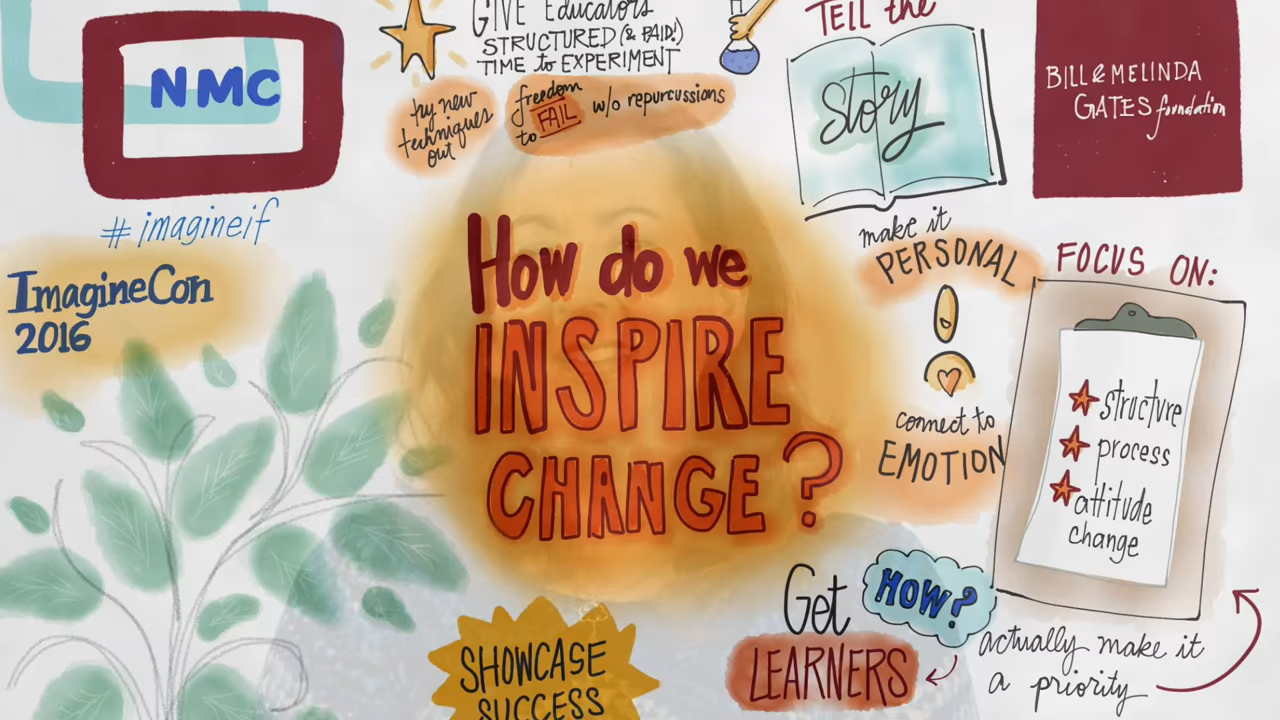 NMC
#imagineif
ImagineCon
2016
GIVE Educators
STRUCTURED (& PAID!)
TIME to EXPERIMENT
try new
techniques
out
freedom
to FAIL
w/o repurcussions
TELL the
Story
BILL & MELINDA
GATES foundation
make it
PERSONAL
connect to
EMOTION
FOCUS ON:
structure
process
attitude
change
How do we
INSPIRE
CHANGE?
SHOWCASE
SUCCESS
Get
LEARNERS
HOW?
actually make it
a priority